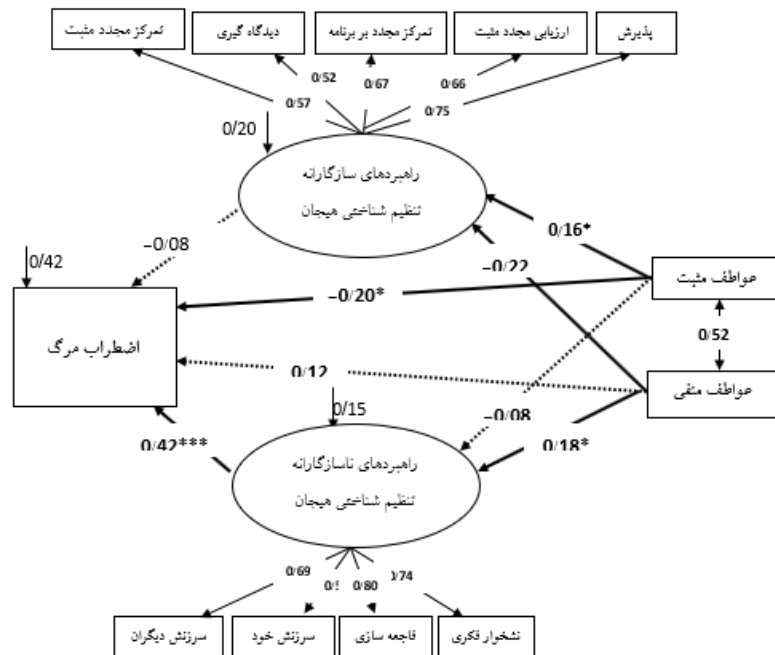 تمرکز مجدد مثبت
دیدگاه گیری
تمرکز مجدد بر برنامه
ارزیابی مجدد مثبت
پذیرش
0/57
0/52
0/67
0/66
0/75
0/20
راهبردهای سازگارانه
تنظیم شناختی هیجان
0/42
–0/08
0/16*
–0/22
–0/20*
عواطف مثبت
0/52
عواطف منفی
اضطراب مرگ
0/12
0/15
–0/08
0/42***
0/18*
راهبردهای ناسازگارانه
تنظیم شناختی هیجان
0/69
0/80
سرزنش دیگران
سرزنش خود
فاجعه سازی
نشخوار فکری